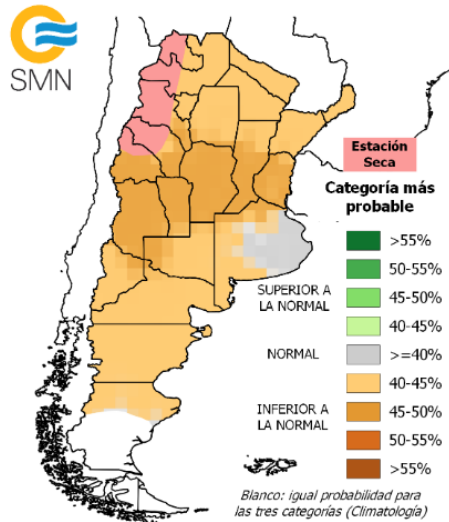 SMN
Estación
Seca
Categoría más
probable
>55%
50-55%
45-50%
SUPERIOR A
LA NORMAL
40-45%
NORMAL
>=40%
40-45%
INFERIOR A
LA NORMAL
45-50%
50-55%
>55%
Blanco: igual probabilidad para
las tres categorías (Climatología)